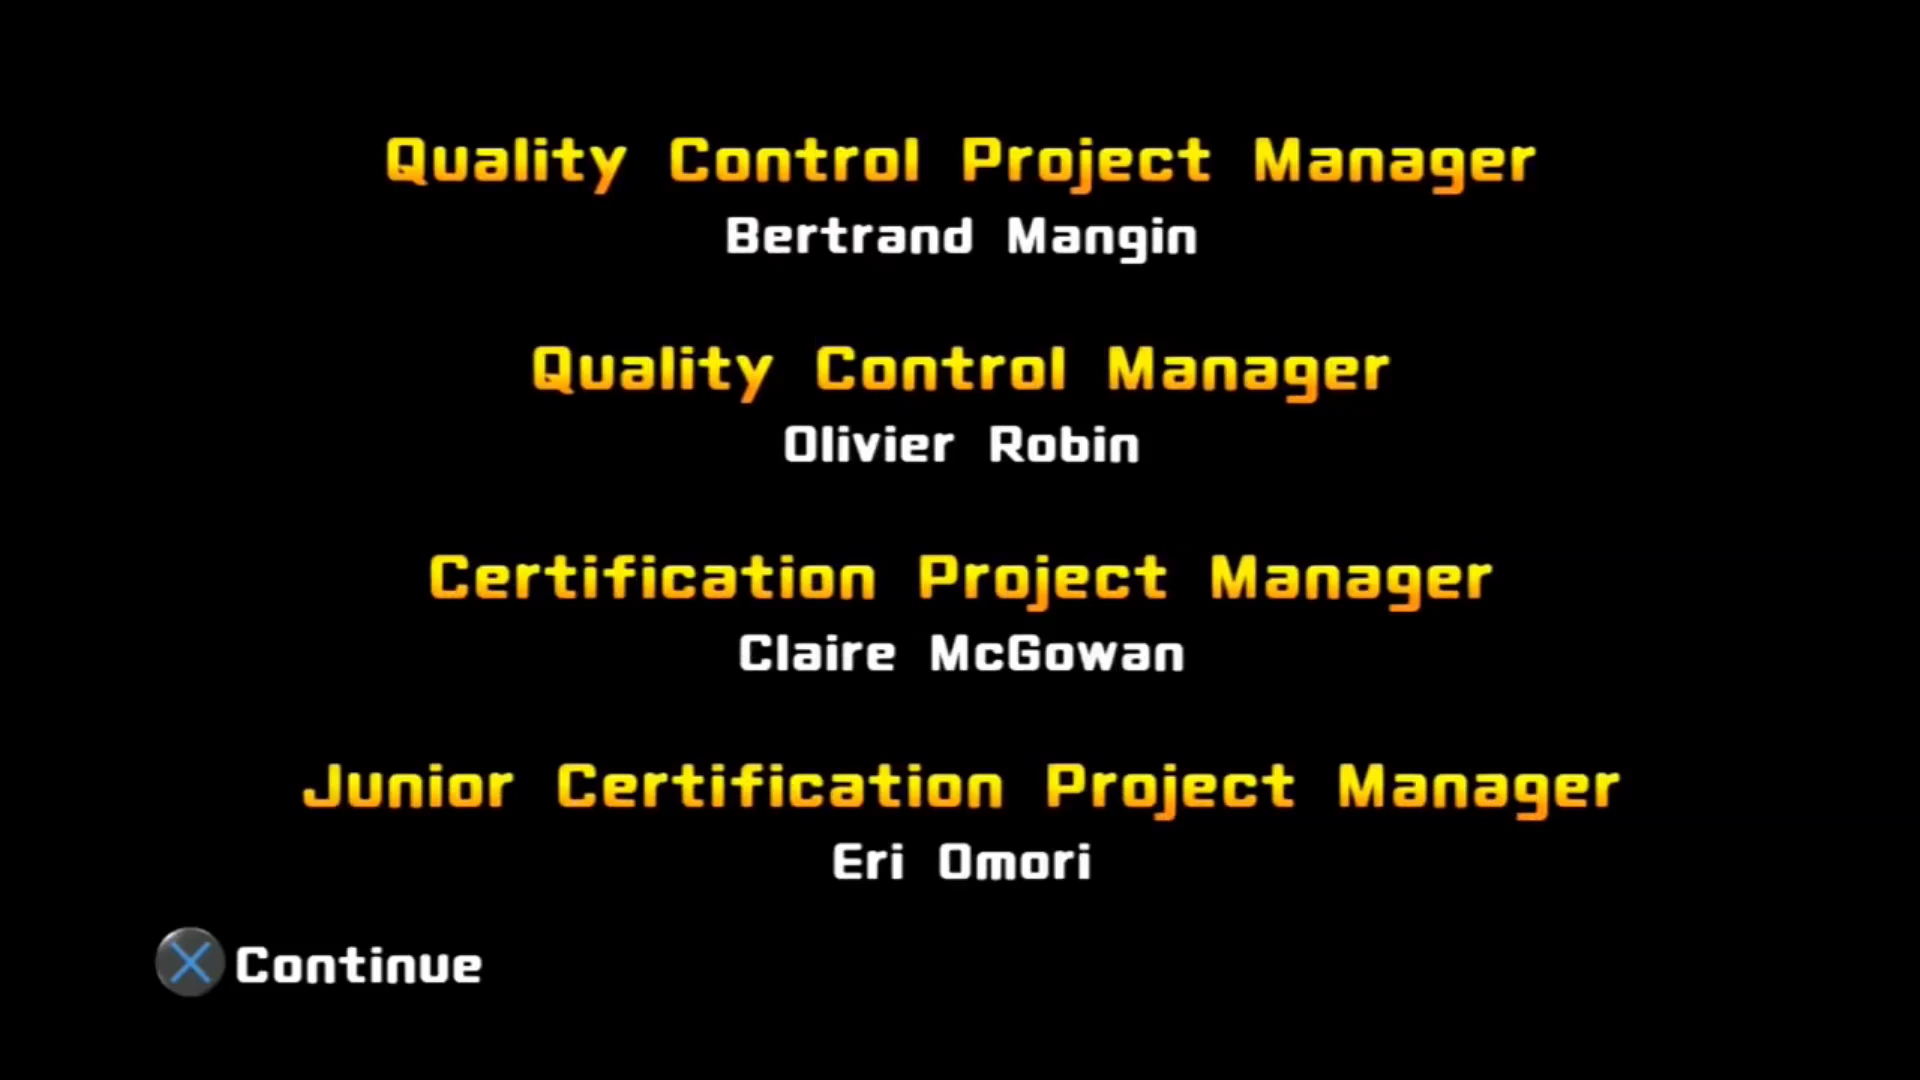 Quality Control Project Manager
Bertrand Mangin
Quality Control Manager
Olivier Robin
Certification Project Manager
Claire McGowan
Junior Certification Project Manager
Eri Omori
Continue